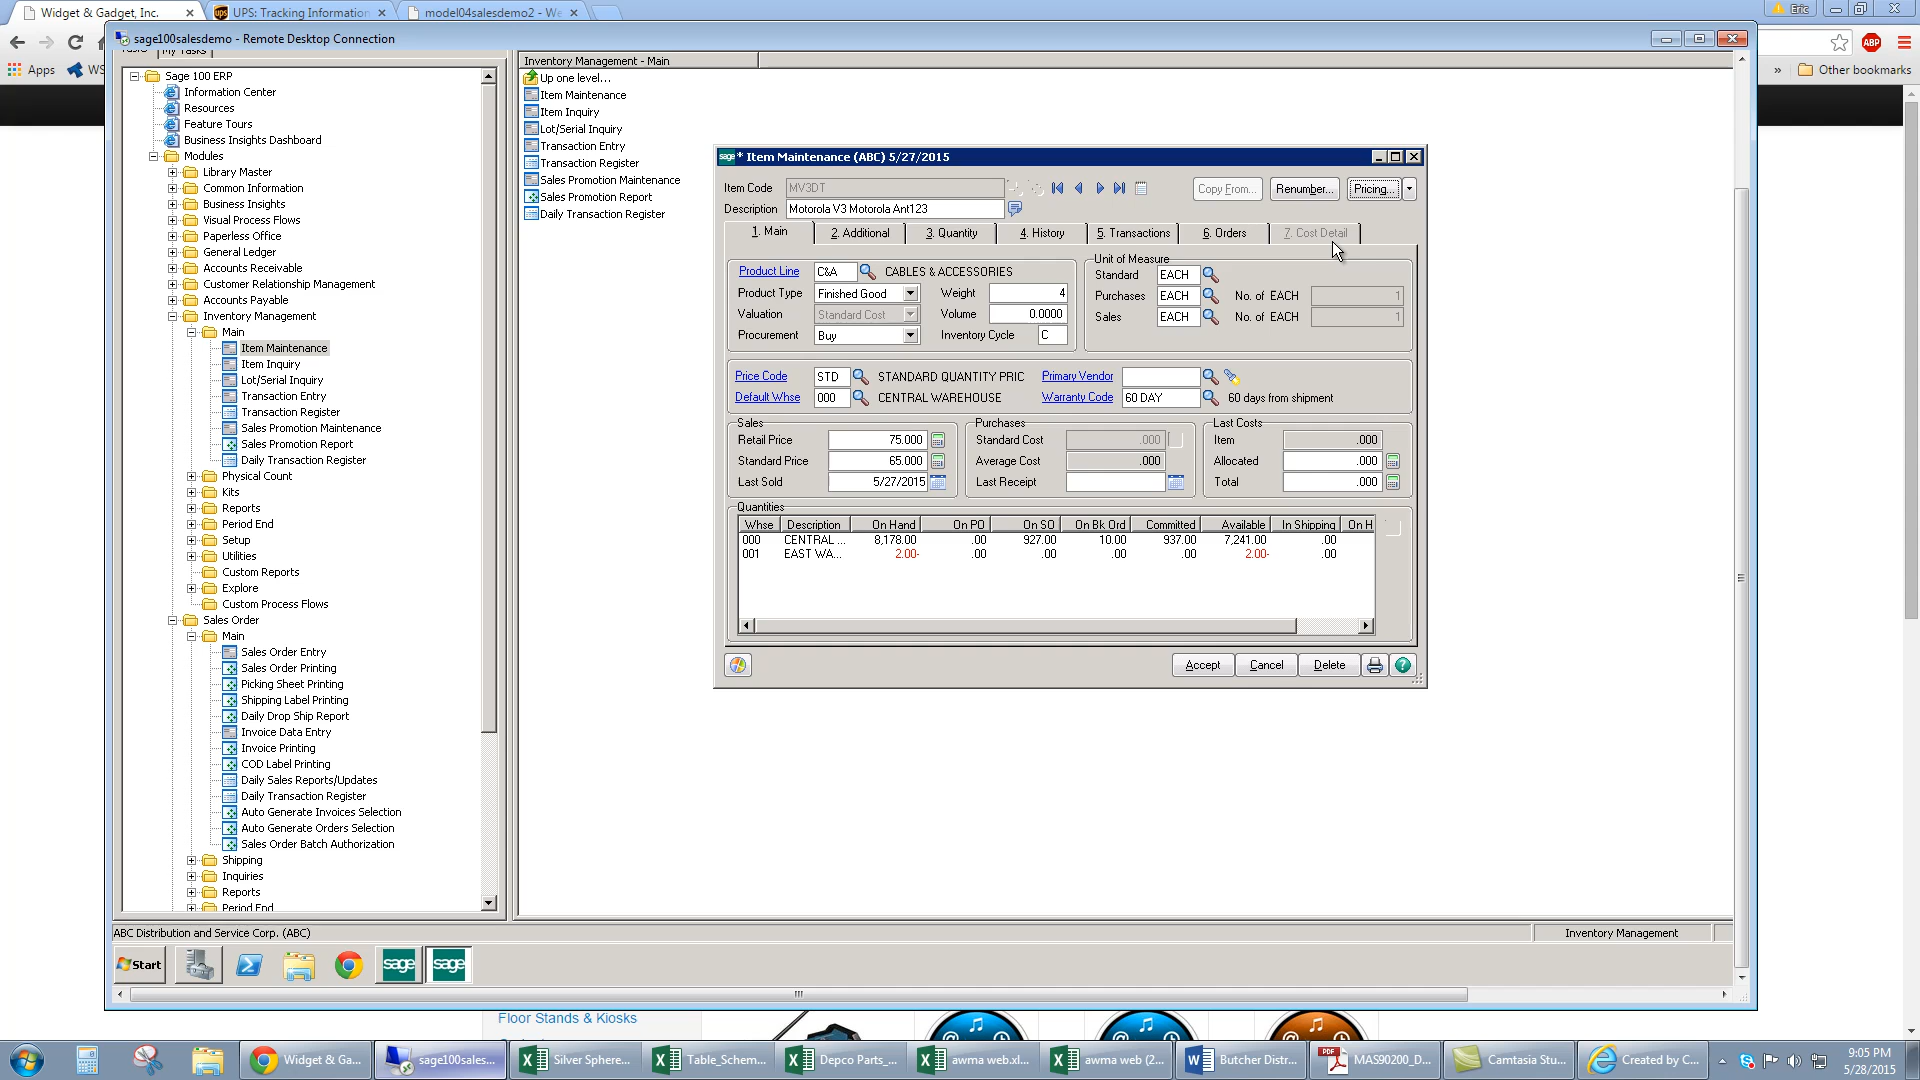 Widget & Gadget, Inc.
UPS: Tracking Information
model04salesdemo2 - We
Eric
sage100salesdemo - Remote Desktop Connection
Apps
WS
»
Other bookmarks
ABP
My Tasks
Sage 100 ERP
Information Center
Resources
Feature Tours
Business Insights Dashboard
Modules
Library Master
Common Information
Business Insights
Visual Process Flows
Paperless Office
General Ledger
Accounts Receivable
Customer Relationship Management
Accounts Payable
Inventory Management
Main
Item Maintenance
Item Inquiry
Lot/Serial Inquiry
Transaction Entry
Transaction Register
Sales Promotion Maintenance
Sales Promotion Report
Daily Transaction Register
Physical Count
Kits
Reports
Period End
Setup
Utilities
Custom Reports
Explore
Custom Process Flows
Sales Order
Main
Sales Order Entry
Sales Order Printing
Picking Sheet Printing
Shipping Label Printing
Daily Drop Ship Report
Invoice Data Entry
Invoice Printing
COD Label Printing
Daily Sales Reports/Updates
Daily Transaction Register
Auto Generate Invoices Selection
Auto Generate Orders Selection
Sales Order Batch Authorization
Shipping
Inquiries
Reports
Period End
Inventory Management - Main
Up one level...
Item Maintenance
Item Inquiry
Lot/Serial Inquiry
Transaction Entry
Transaction Register
Sales Promotion Maintenance
Sales Promotion Report
Daily Transaction Register
sage * Item Maintenance (ABC) 5/27/2015
Item Code MV3DT Copy From... Renumber... Pricing...
Description Motorola V3 Motorola Ant123
1. Main 2. Additional 3. Quantity 4. History 5. Transactions 6. Orders 7. Cost Detail
Product Line C&A CABLES & ACCESSORIES
Product Type Finished Good Weight 4
Valuation Standard Cost Volume 0.0000
Procurement Buy Inventory Cycle C
Unit of Measure
Standard EACH
Purchases EACH No. of EACH 1
Sales EACH No. of EACH 1
Price Code STD STANDARD QUANTITY PRIC Primary Vendor
Default Whse 000 CENTRAL WAREHOUSE Warranty Code 60 DAY 60 days from shipment
Sales
Retail Price 75.000
Standard Price 65.000
Last Sold 5/27/2015
Purchases
Standard Cost .000
Average Cost .000
Last Receipt
Last Costs
Item .000
Allocated .000
Total .000
Quantities
Whse Description On Hand On PO On SO On Bk Ord Committed Available In Shipping On H
000 CENTRAL ... 8,178.00 .00 927.00 10.00 937.00 7,241.00 .00
001 EAST WA... 2.00- .00 .00 .00 .00 2.00- .00
Accept Cancel Delete
ABC Distribution and Service Corp. (ABC)
Inventory Management
Start
sage
sage
Floor Stands & Kiosks
Widget & Ga...
sage100sales...
Silver Sphere...
Table_Schem...
Depco Parts_...
awma web.xl...
awma web (2...
Butcher Distr...
MAS90200_D...
Camtasia Stu...
Created by C...
9:05 PM
5/28/2015